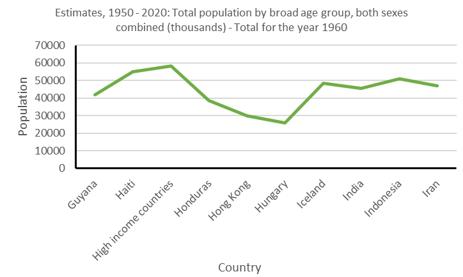 Estimates, 1950 - 2020: Total population by broad age group, both sexes
combined (thousands) - Total for the year 1960
70000
60000
50000
40000
30000
20000
10000
0
Population
Guyana
Haiti
High income countries
Honduras
Hong Kong
Hungary
Iceland
India
Indonesia
Iran
Country